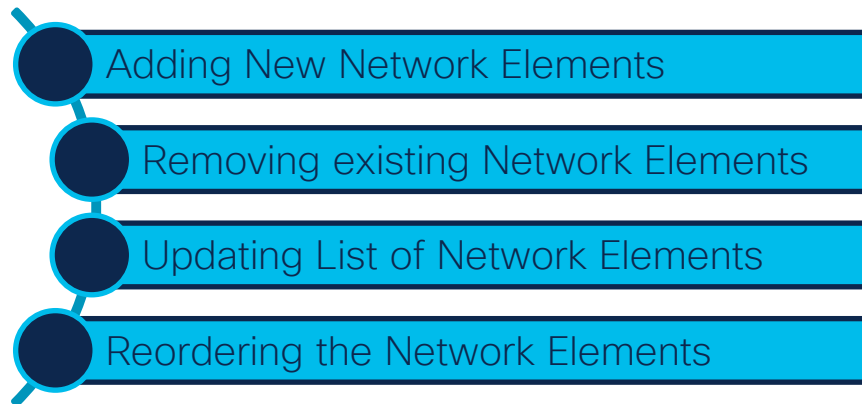 Adding New Network Elements
Removing existing Network Elements
Updating List of Network Elements
Reordering the Network Elements